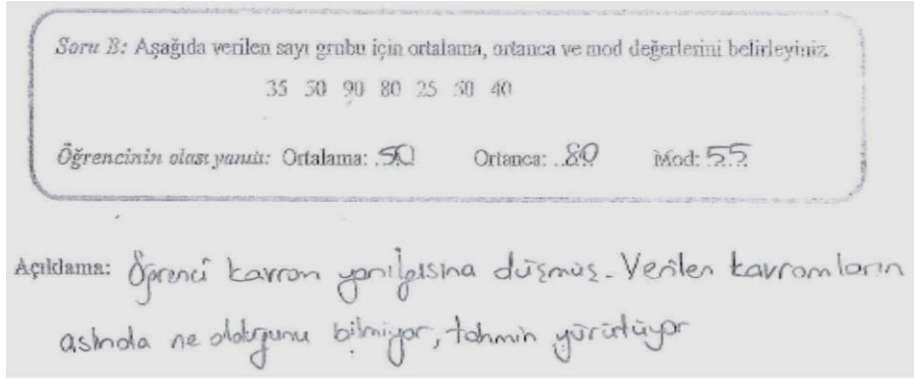 Soru B: Aşağıda verilen sayı grubu için ortalama, ortanca ve mod değerlerini belirleyiniz.
35 50 90 80 25 50 40
Öğrencinin olası yanıtı: Ortalama: .50 Ortanca: ..80 Mod: 55
Açıklama: Öğrenci kavram yanılgısına düşmüş. Verilen kavramların
aslında ne olduğunu bilmiyor, tahmin yürütüyor